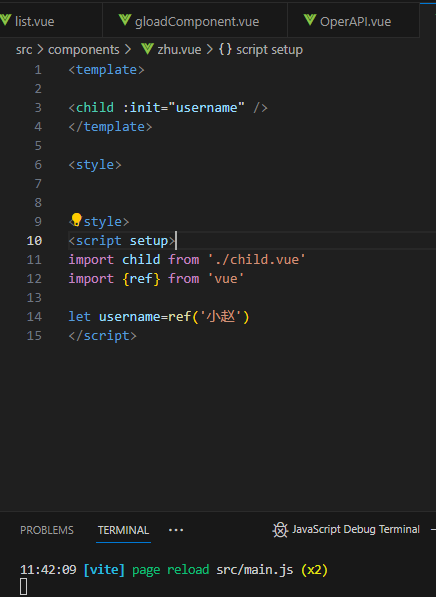 list.vue gloadComponent.vue OperAPI.vue
src > components > zhu.vue > {} script setup
1 <template>
2
3 <child :init="username" />
4 </template>
5
6 <style>
7
8
9 < style>
10 <script setup>
11 import child from './child.vue'
12 import {ref} from 'vue'
13
14 let username=ref('小赵')
15 </script>
PROBLEMS TERMINAL ... JavaScript Debug Terminal
11:42:09 [vite] page reload src/main.js (x2)